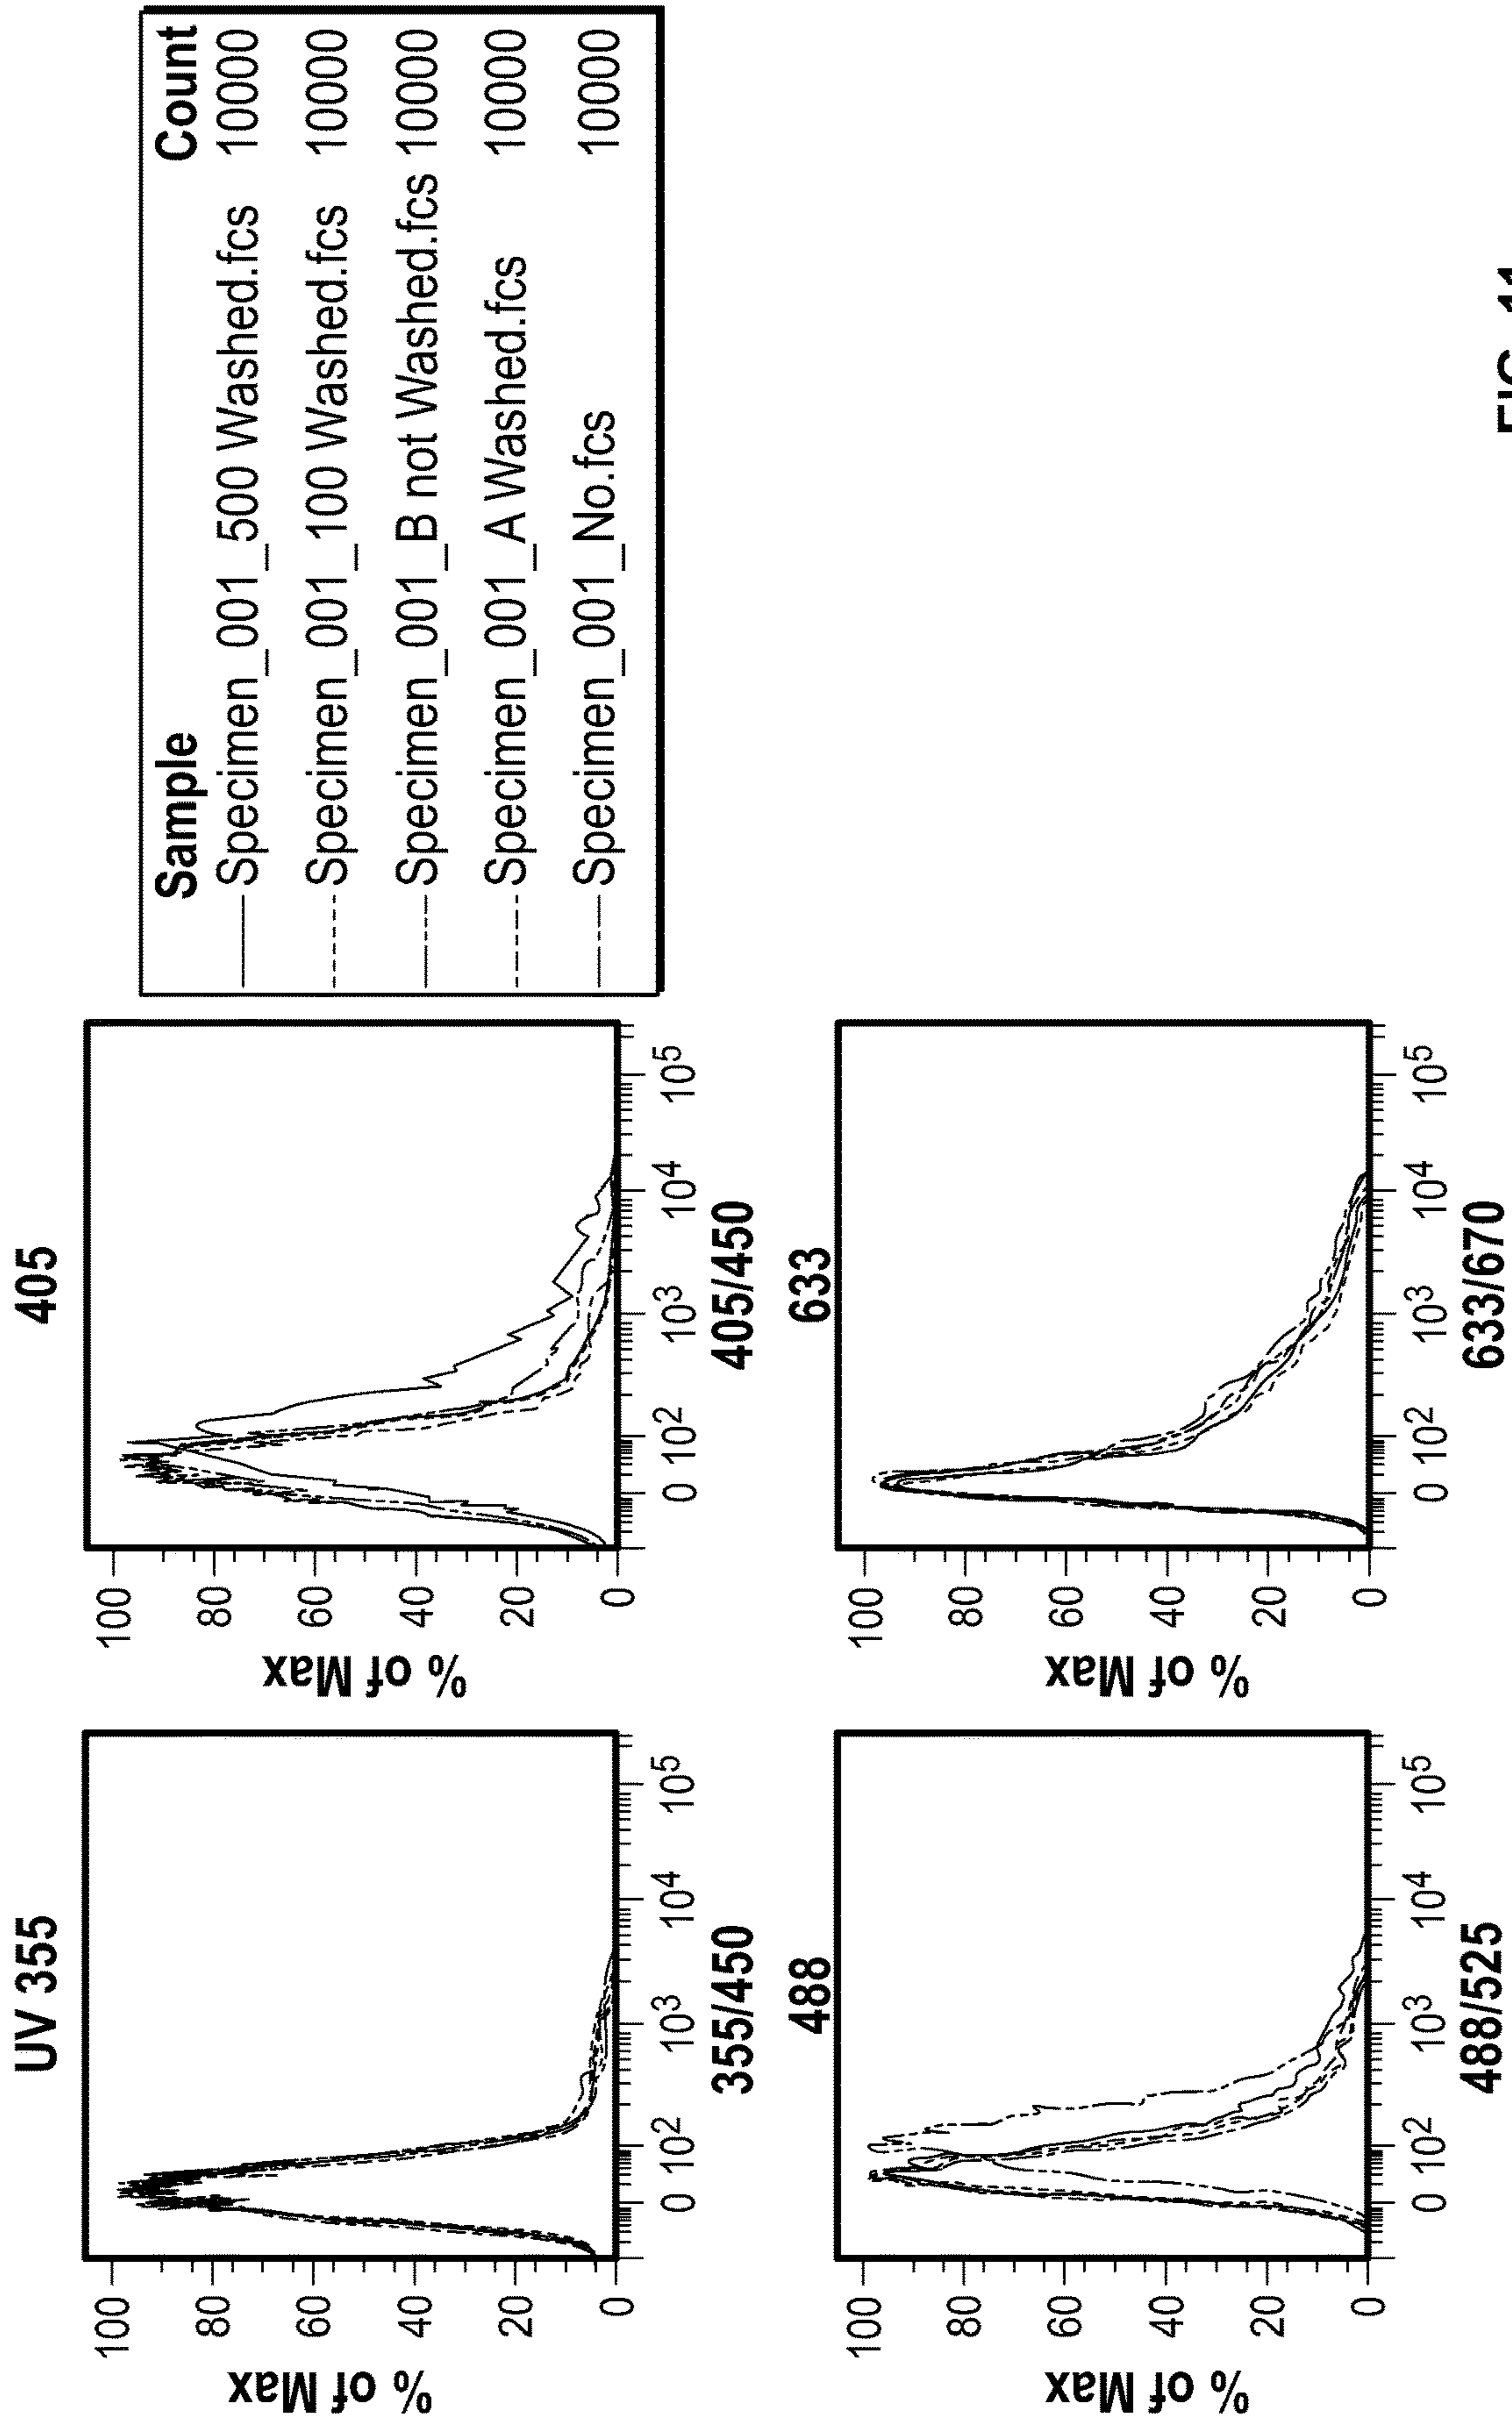 UV 355
% of Max
100
80
60
40
20
0
0 10² 10³ 10⁴ 10⁵
355/450
405
% of Max
100
80
60
40
20
0
0 10² 10³ 10⁴ 10⁵
405/450
Sample Count
Specimen_001_500 Washed.fcs 10000
Specimen_001_100 Washed.fcs 10000
Specimen_001_B not Washed.fcs 10000
Specimen_001_A Washed.fcs 10000
Specimen_001_No.fcs 10000
488
% of Max
100
80
60
40
20
0
0 10² 10³ 10⁴ 10⁵
488/525
633
% of Max
100
80
60
40
20
0
0 10² 10³ 10⁴ 10⁵
633/670